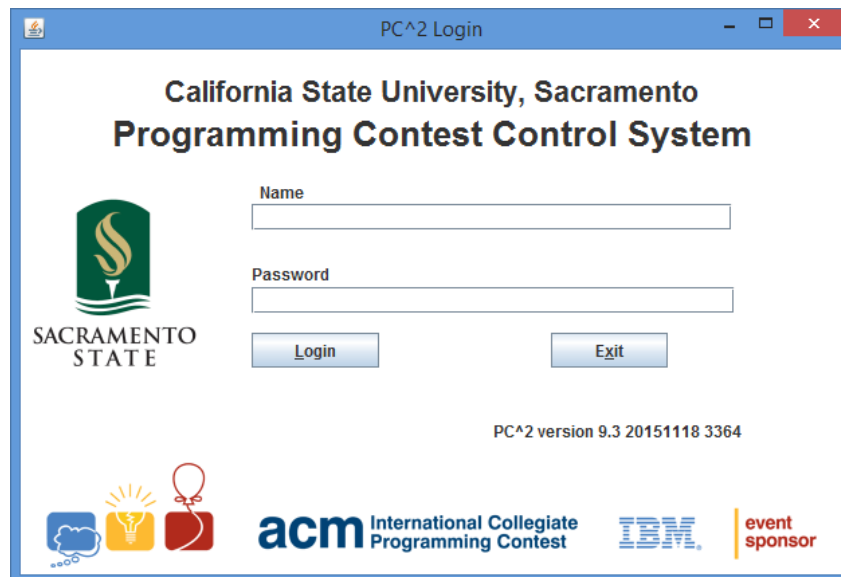 PC^2 Login
California State University, Sacramento
Programming Contest Control System
Name
Password
SACRAMENTO
STATE
Login
Exit
PC^2 version 9.3 20151118 3364
acm International Collegiate
Programming Contest
IBM.
event
sponsor